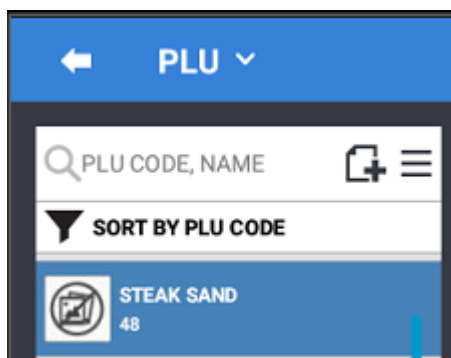 PLU
PLU CODE, NAME
SORT BY PLU CODE
STEAK SAND
48